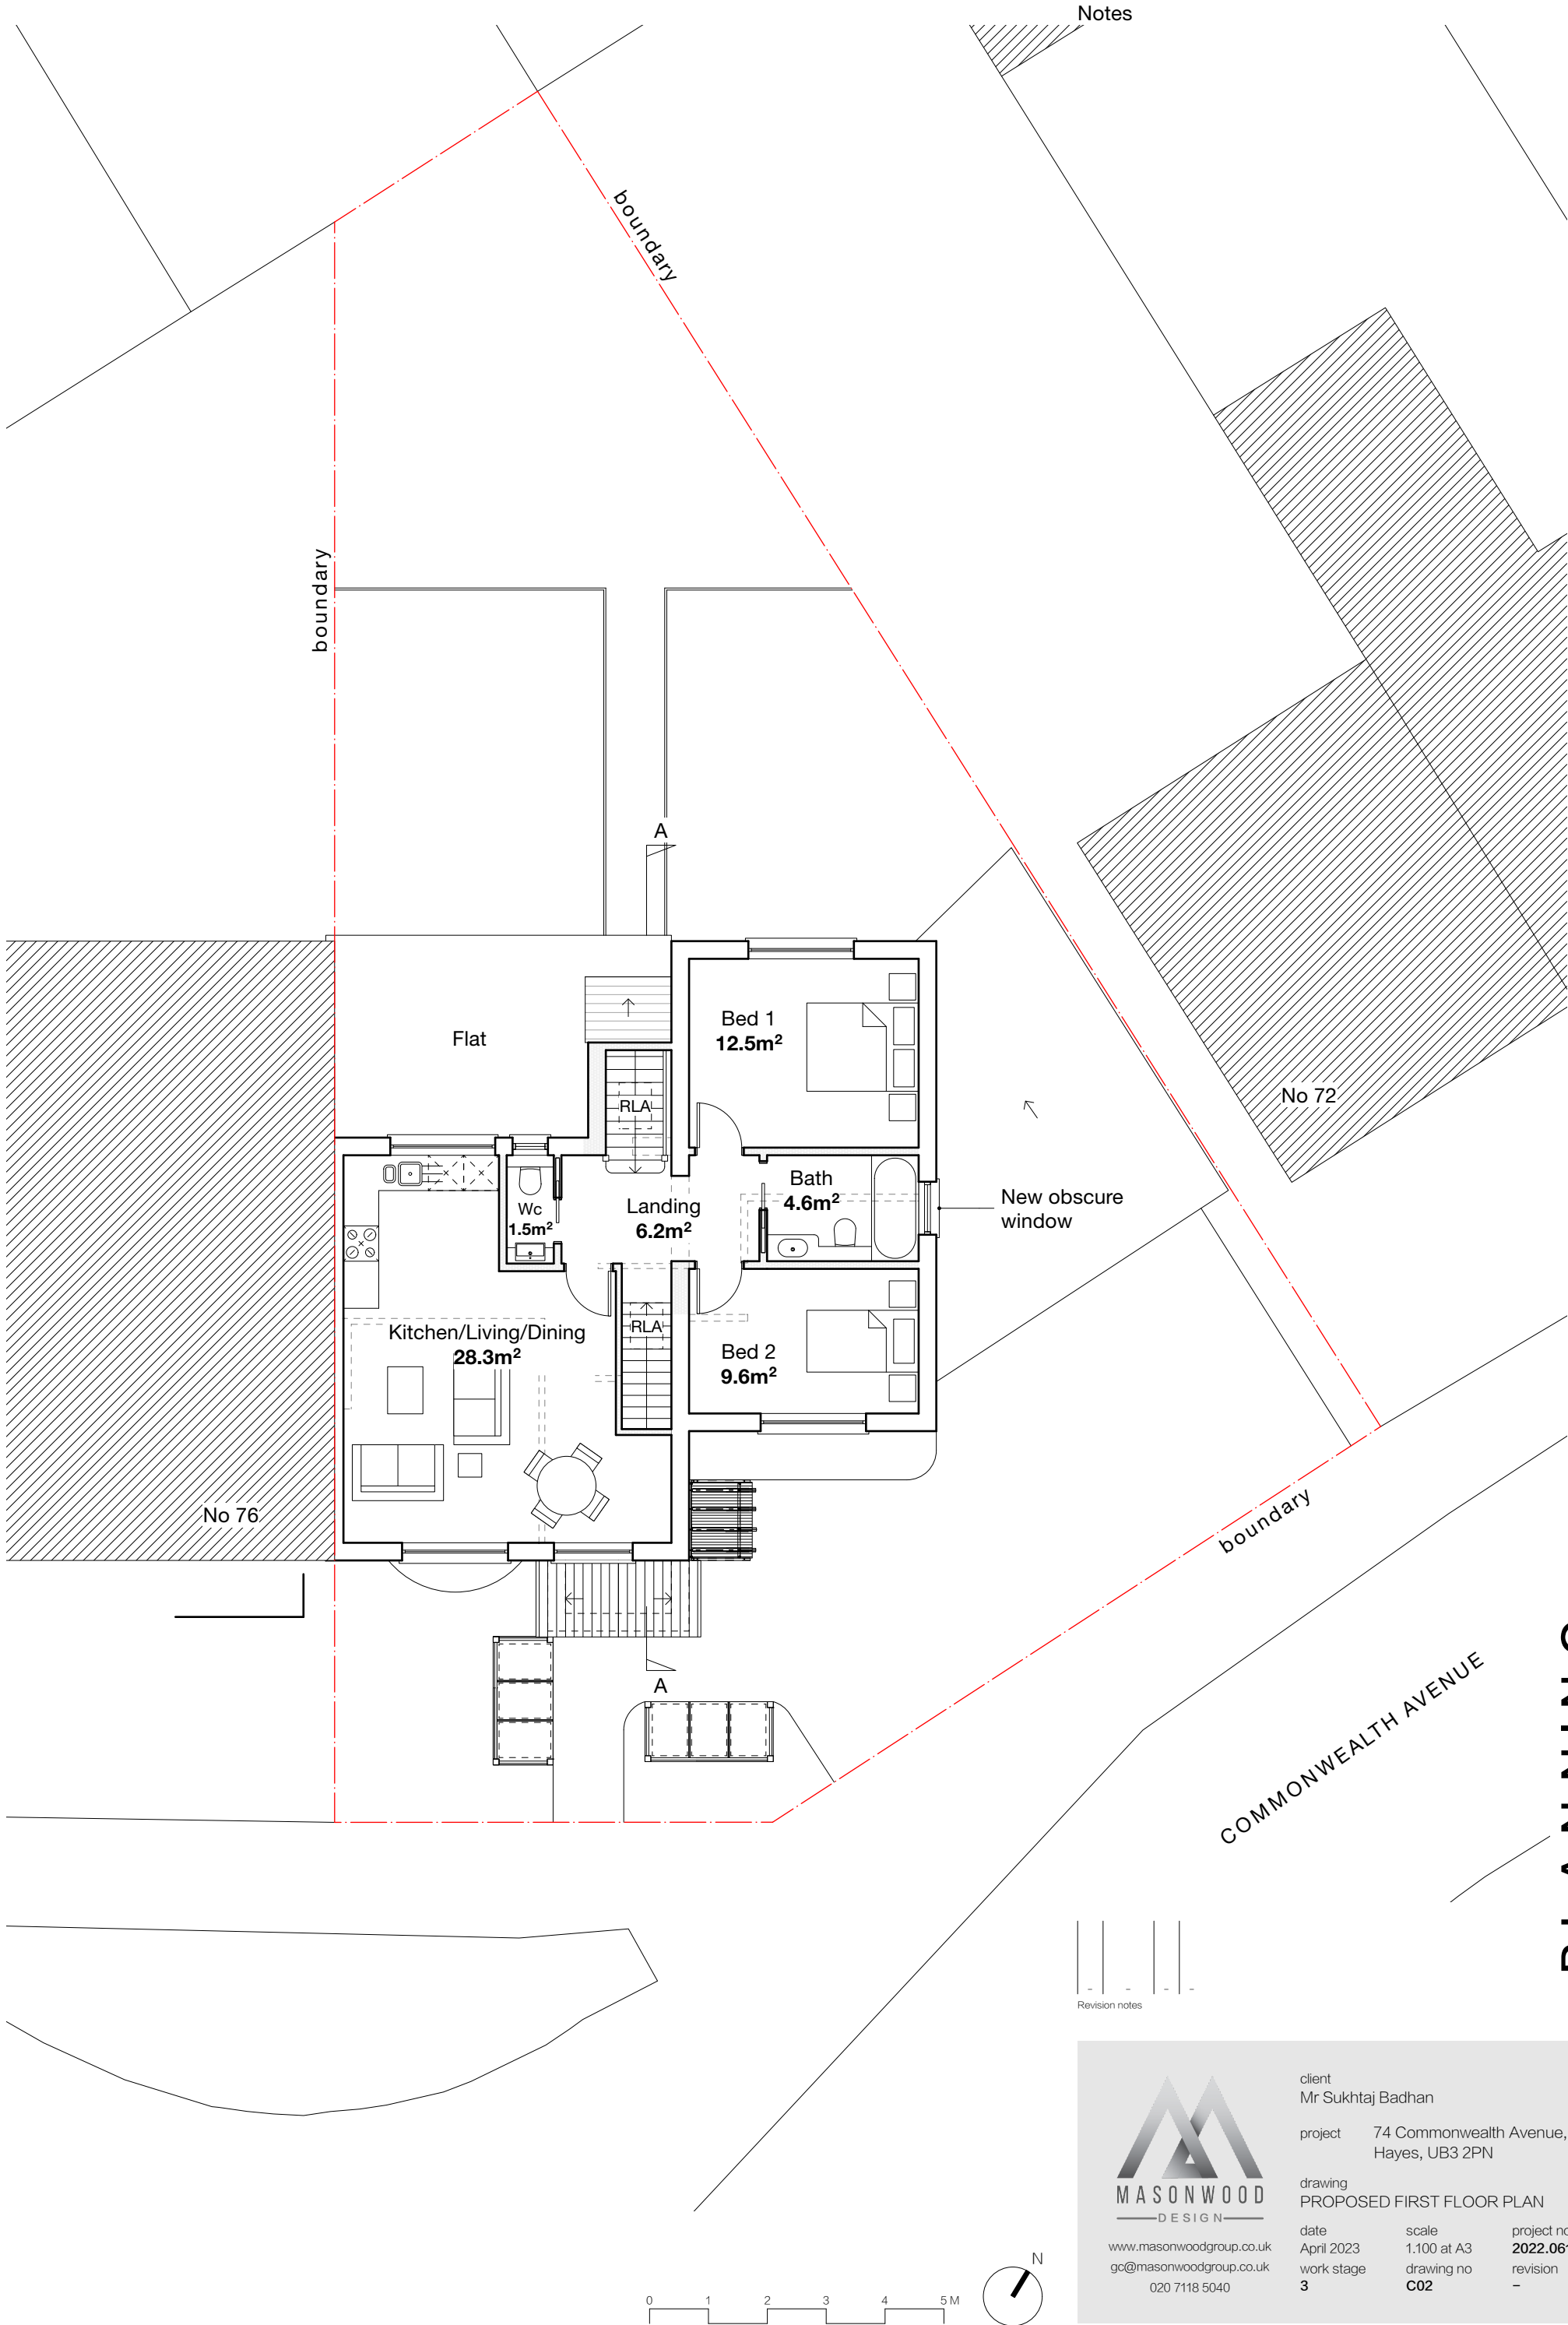 Notes
boundary
boundary
A
Flat
Bed 1
12.5m²
RLA
No 72
Wc
1.5m²
Landing
6.2m²
Bath
4.6m²
New obscure
window
Kitchen/Living/Dining
28.3m²
RLA
Bed 2
9.6m²
No 76
boundary
A
COMMONWEALTH AVENUE
- - - -
Revision notes
client
Mr Sukhtaj Badhan
project 74 Commonwealth Avenue,
Hayes, UB3 2PN
drawing
PROPOSED FIRST FLOOR PLAN
date scale
April 2023 1.100 at A3
work stage drawing no revision
3 C02 –
MASONWOOD
DESIGN
www.masonwoodgroup.co.uk
gc@masonwoodgroup.co.uk
020 7118 5040
N
0 1 2 3 4 5 M